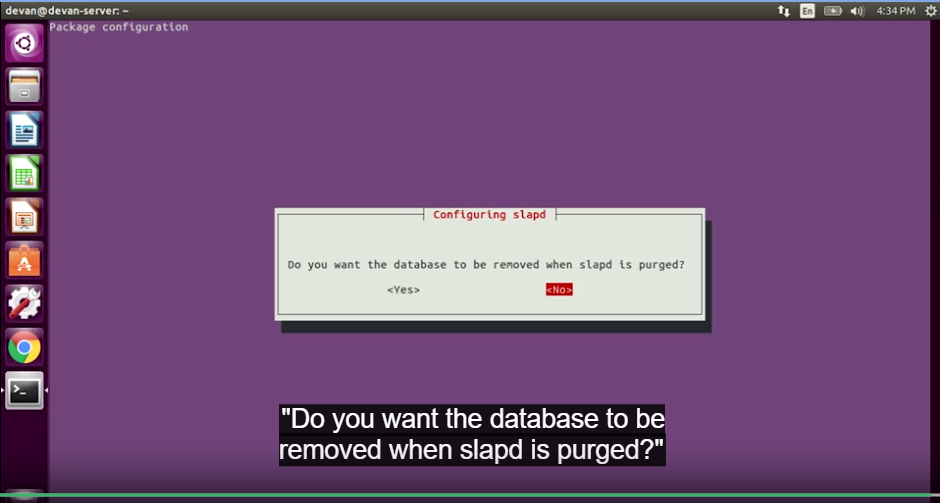 devan@devan-server: ~
En
4:34 PM
Package configuration
Configuring slapd
Do you want the database to be removed when slapd is purged?
<Yes> <No>
"Do you want the database to be
removed when slapd is purged?"